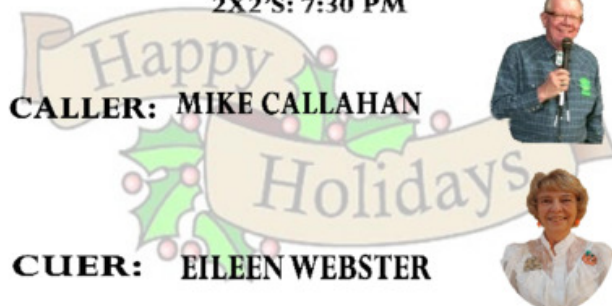 2X2'S: 7:30 PM
Happy
CALLER: MIKE CALLAHAN
Holidays
CUER: EILEEN WEBSTER